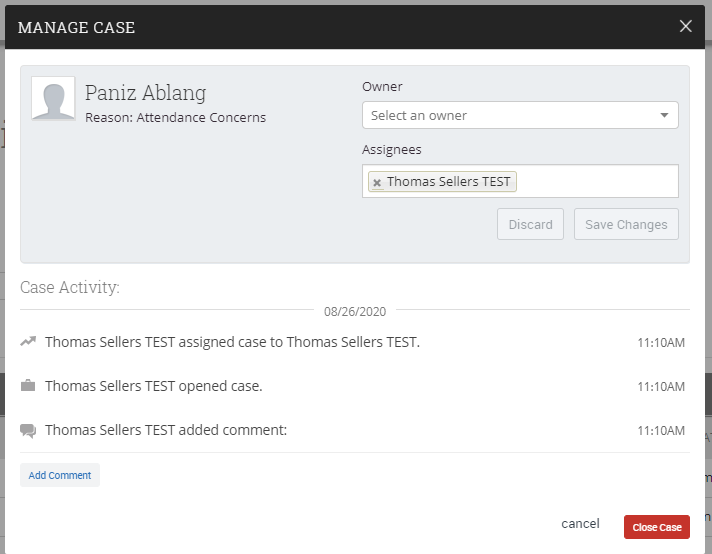 MANAGE CASE
Paniz Ablang
Reason: Attendance Concerns
Owner
Select an owner
Assignees
Thomas Sellers TEST
Discard
Save Changes
Case Activity:
08/26/2020
Thomas Sellers TEST assigned case to Thomas Sellers TEST. 11:10AM
Thomas Sellers TEST opened case. 11:10AM
Thomas Sellers TEST added comment: 11:10AM
Add Comment
cancel
Close Case